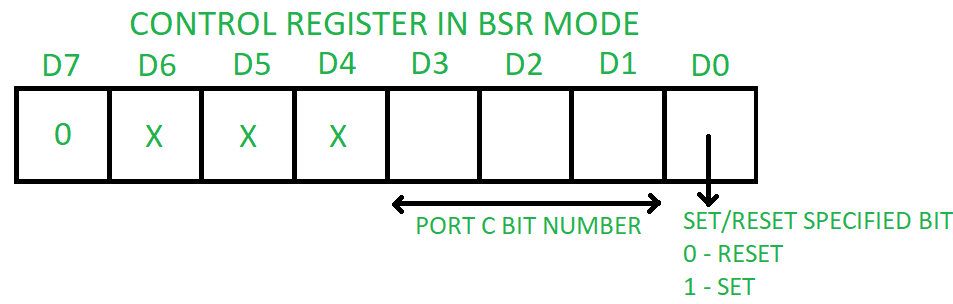 CONTROL REGISTER IN BSR MODE
D7 D6 D5 D4 D3 D2 D1 D0
0 X X X
PORT C BIT NUMBER
SET/RESET SPECIFIED BIT
0 - RESET
1 - SET